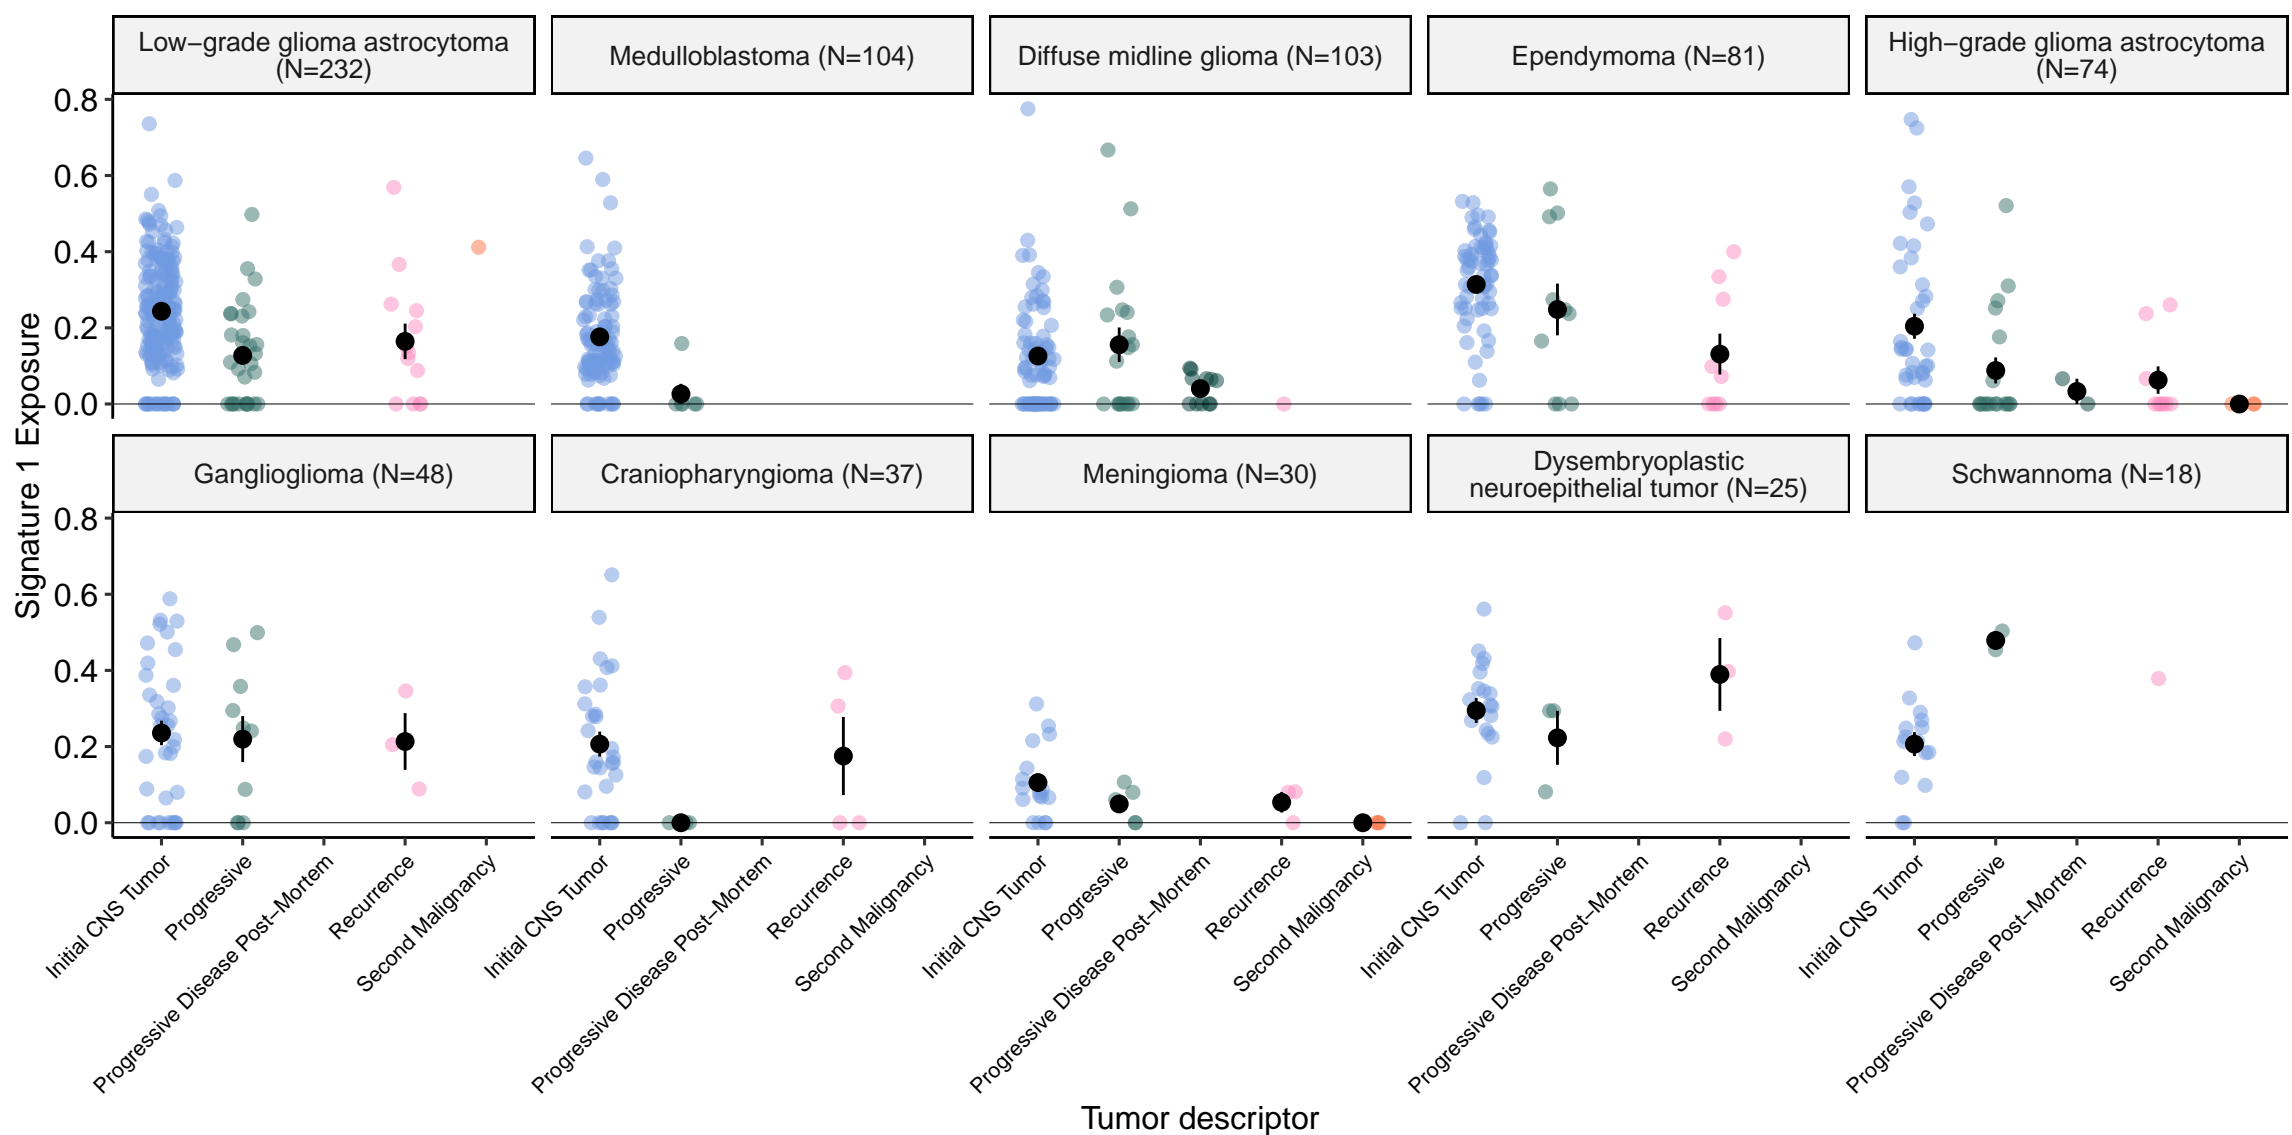 Low−grade glioma astrocytoma
(N=232)
Medulloblastoma (N=104)
Diffuse midline glioma (N=103)
Ependymoma (N=81)
High−grade glioma astrocytoma
(N=74)
0.8
0.6
0.4
0.2
0.0
Signature 1 Exposure
Ganglioglioma (N=48)
Craniopharyngioma (N=37)
Meningioma (N=30)
Dysembryoplastic
neuroepithelial tumor (N=25)
Schwannoma (N=18)
0.8
0.6
0.4
0.2
0.0
Initial CNS Tumor
Progressive
Progressive Disease Post−Mortem
Recurrence
Second Malignancy
Initial CNS Tumor
Progressive
Progressive Disease Post−Mortem
Recurrence
Second Malignancy
Initial CNS Tumor
Progressive
Progressive Disease Post−Mortem
Recurrence
Second Malignancy
Initial CNS Tumor
Progressive
Progressive Disease Post−Mortem
Recurrence
Second Malignancy
Initial CNS Tumor
Progressive
Progressive Disease Post−Mortem
Recurrence
Second Malignancy
Tumor descriptor